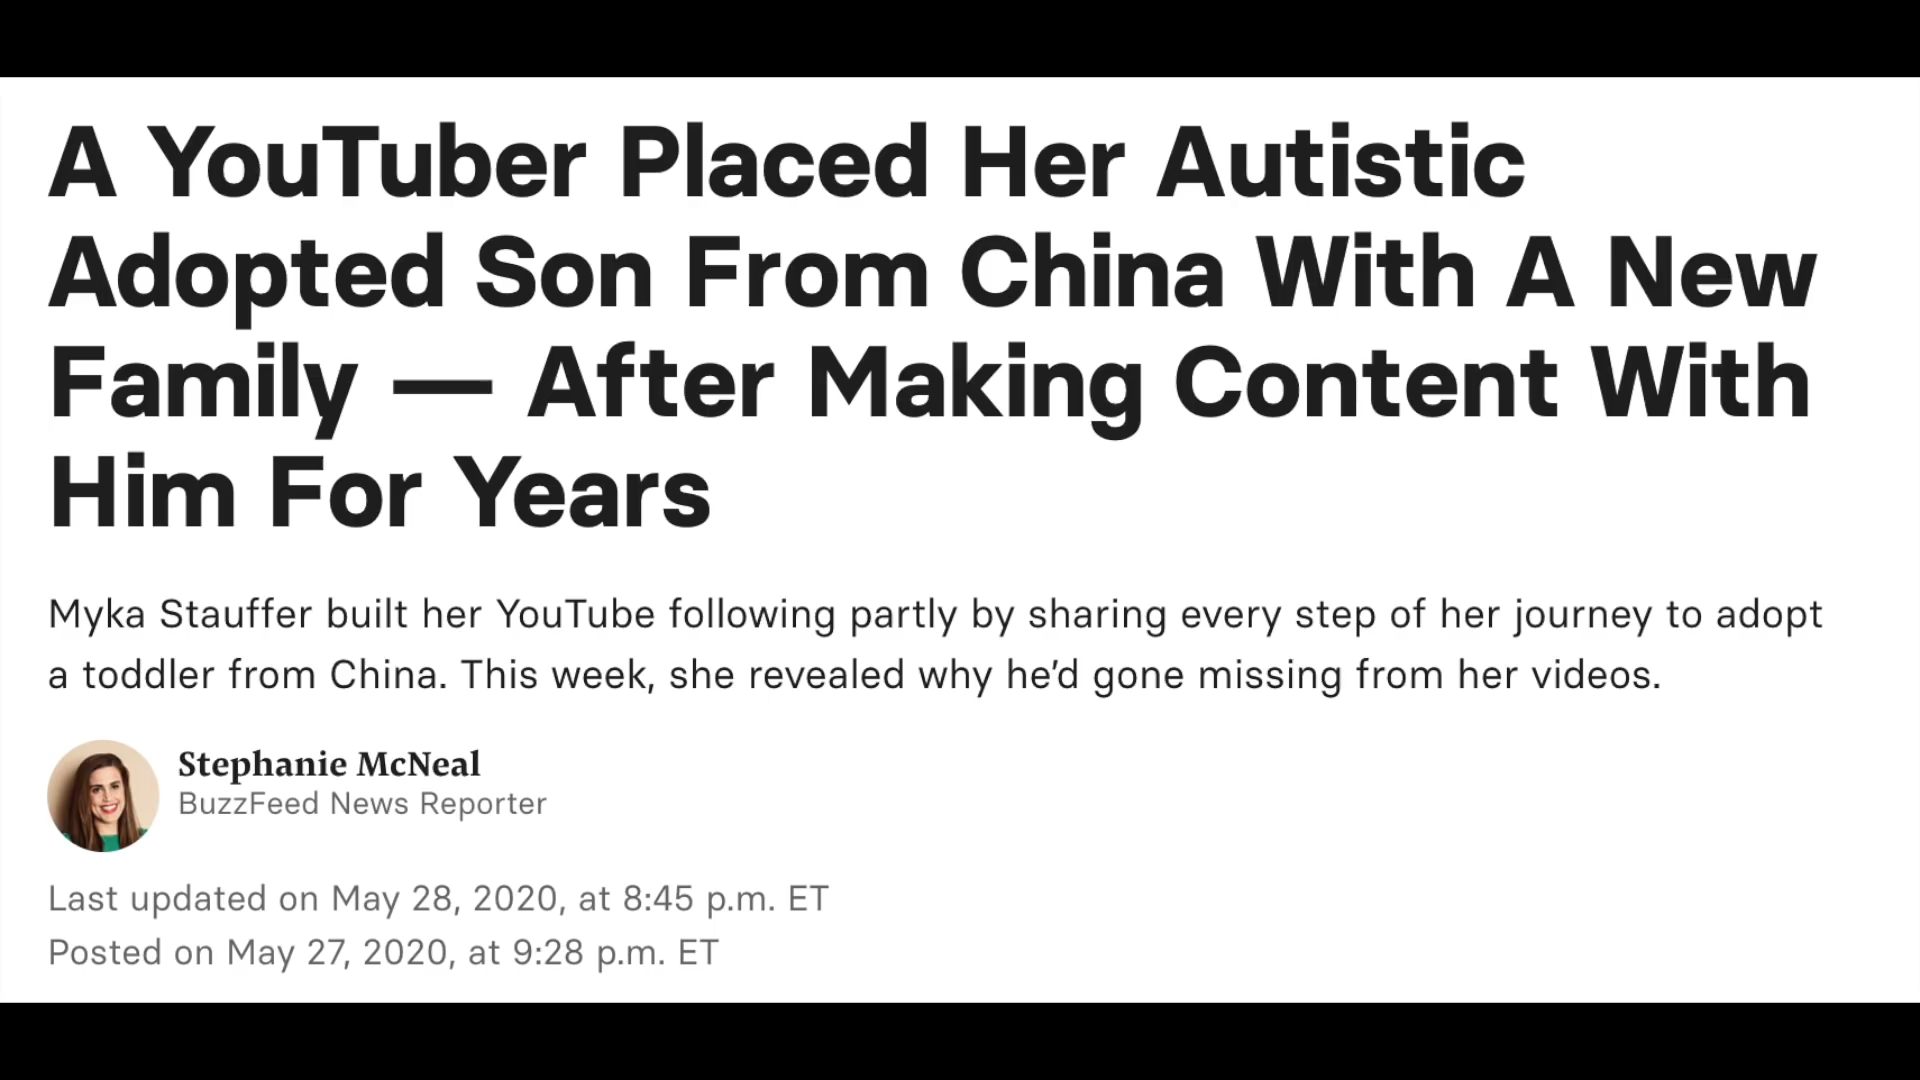 A YouTuber Placed Her Autistic
Adopted Son From China With A New
Family — After Making Content With
Him For Years
Myka Stauffer built her YouTube following partly by sharing every step of her journey to adopt
a toddler from China. This week, she revealed why he’d gone missing from her videos.
Stephanie McNeal
BuzzFeed News Reporter
Last updated on May 28, 2020, at 8:45 p.m. ET
Posted on May 27, 2020, at 9:28 p.m. ET